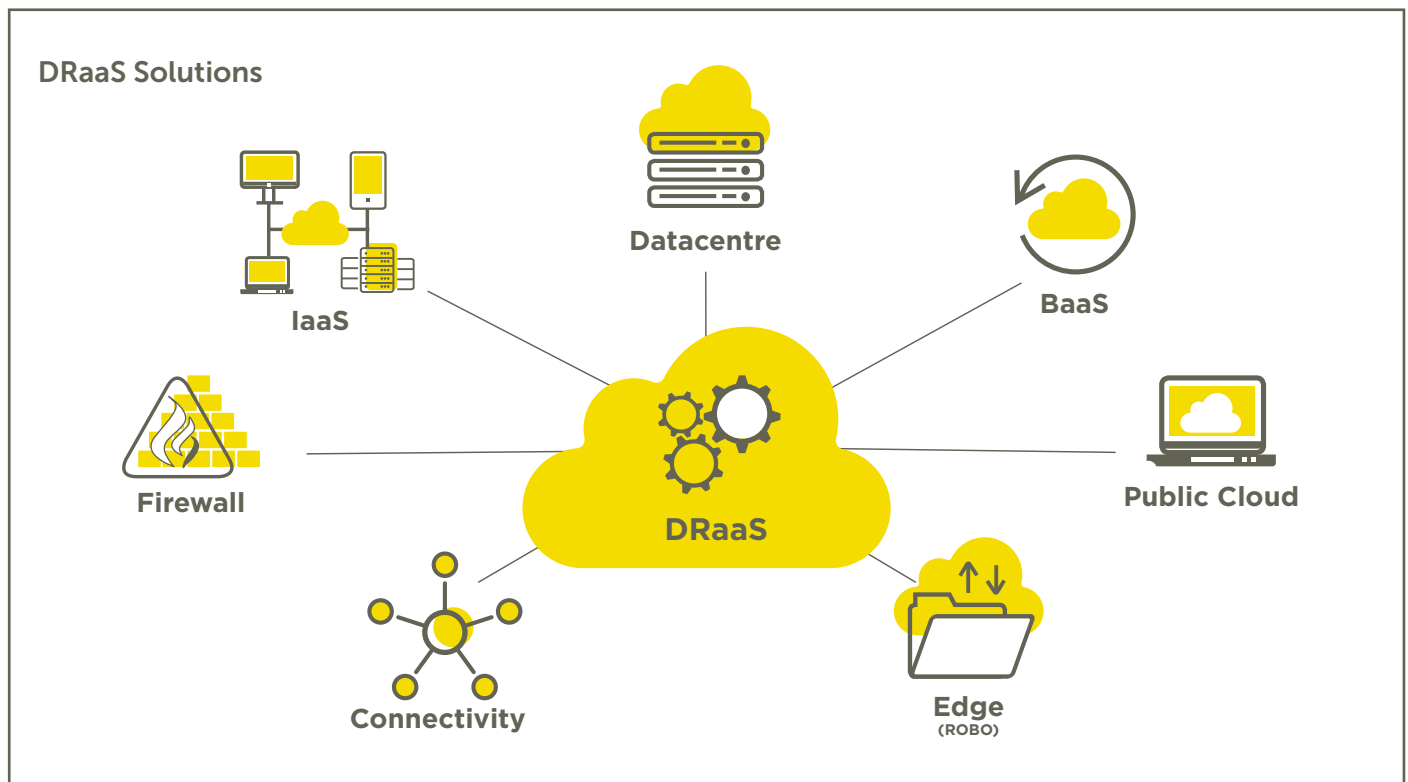 DRaaS Solutions
Datacentre
BaaS
IaaS
Firewall
Public Cloud
DRaaS
Connectivity
Edge
(ROBO)